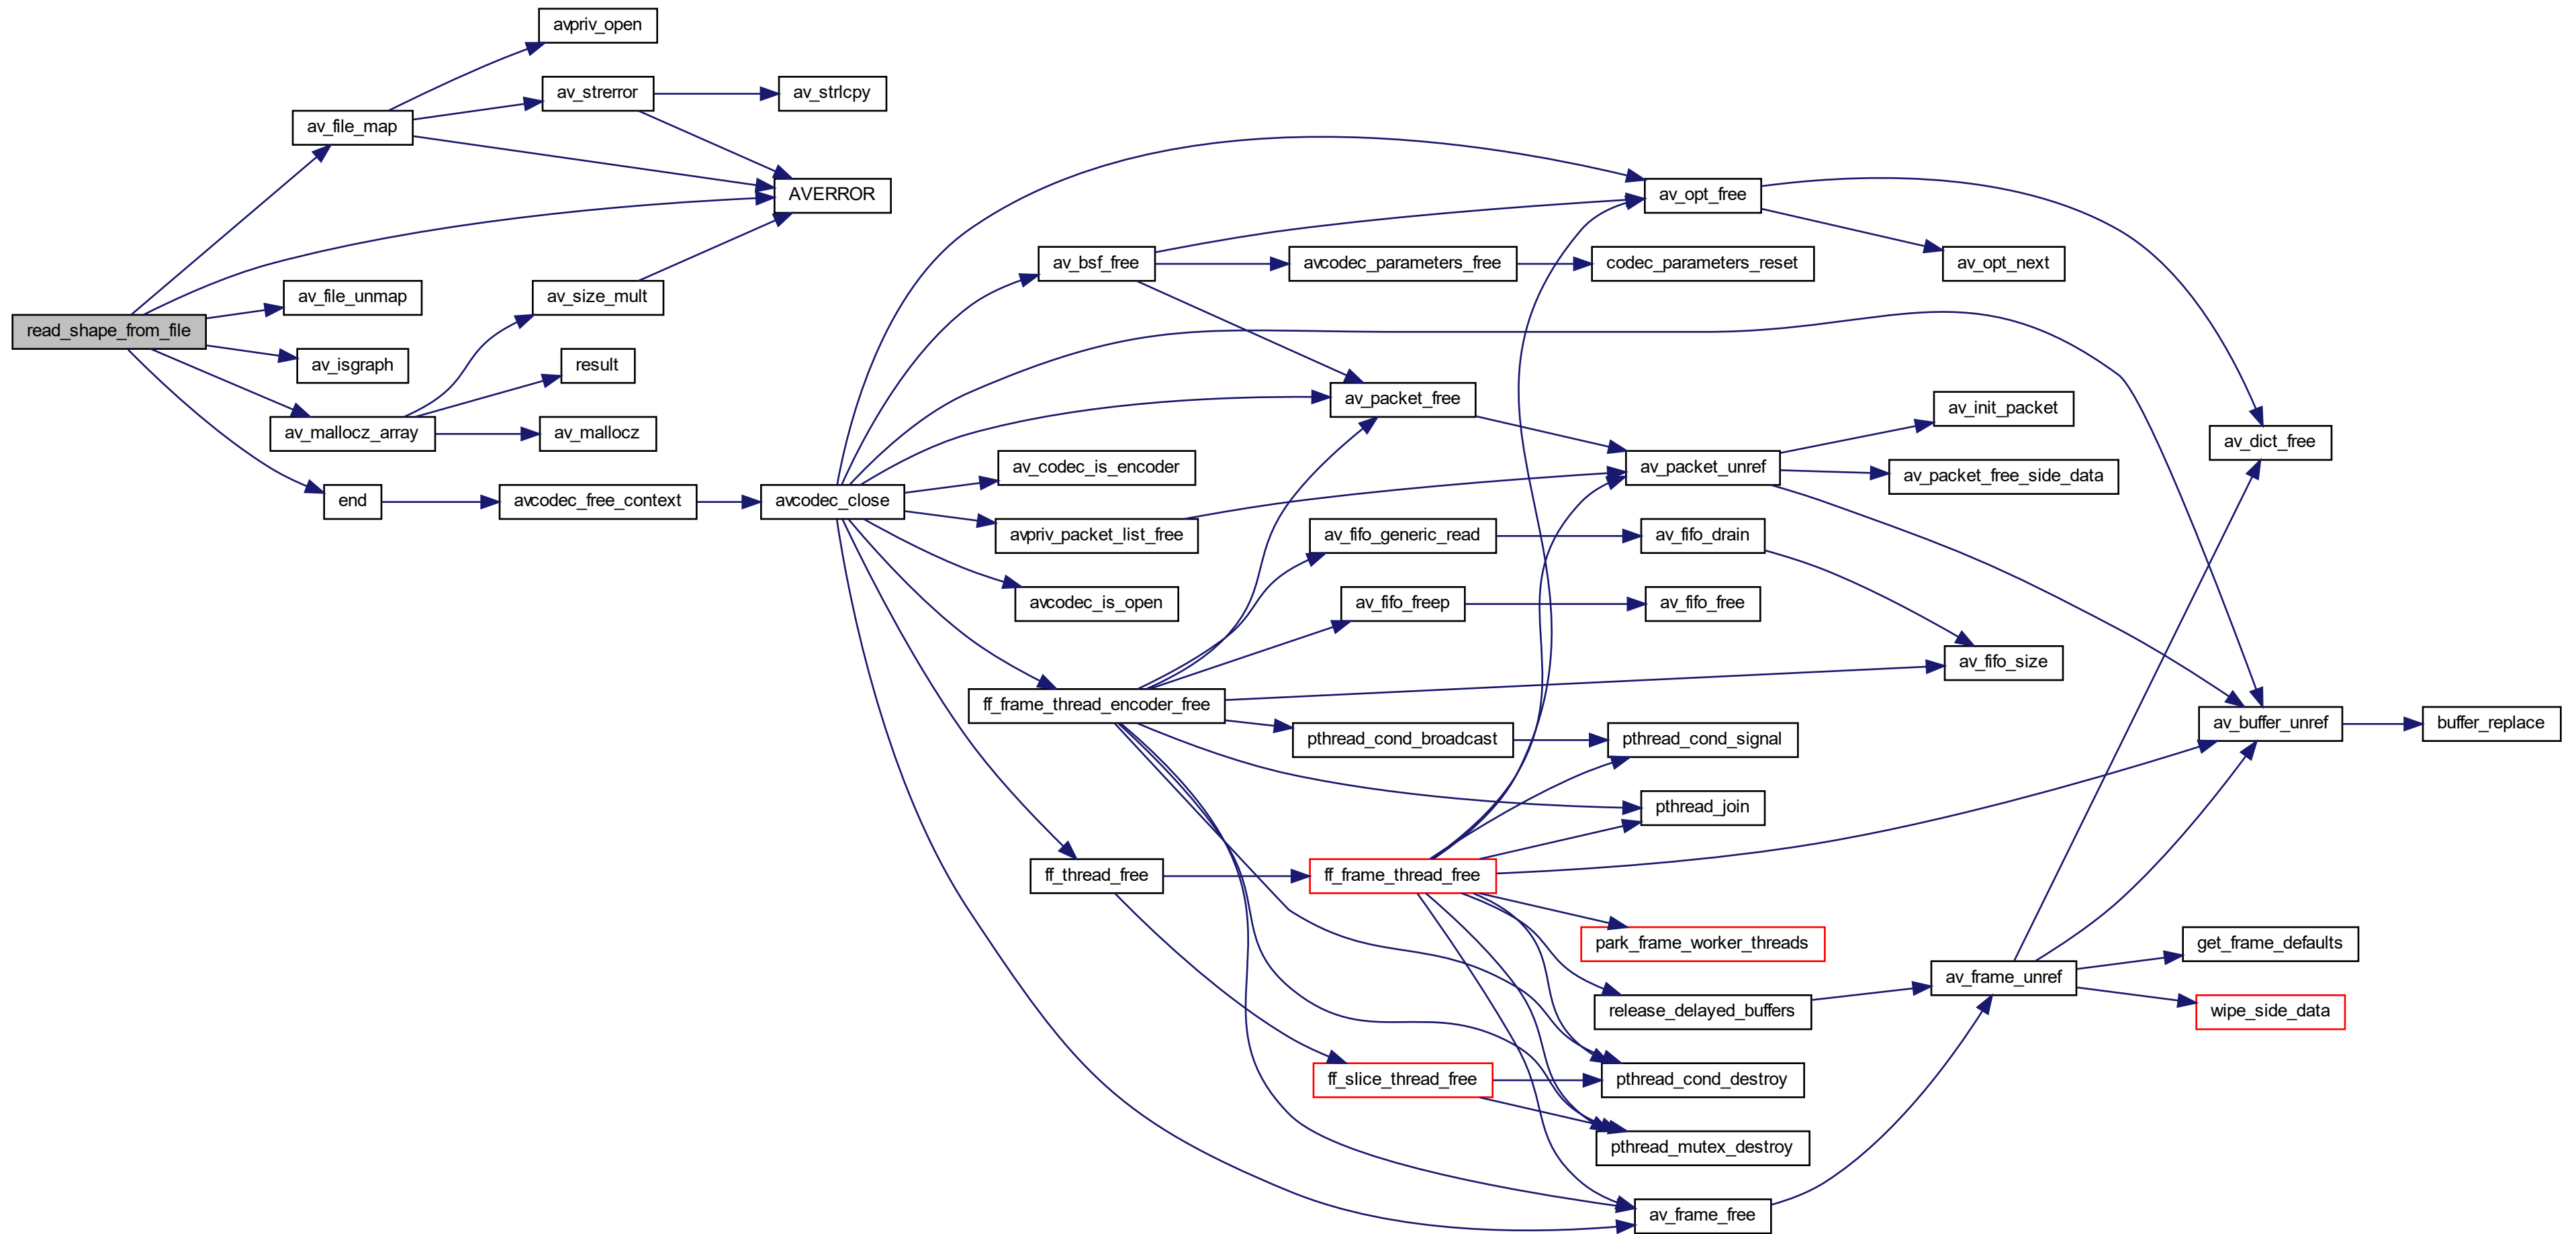 read_shape_from_file
av_file_map
av_file_unmap
av_isgraph
av_mallocz_array
end
avpriv_open
av_strerror
av_size_mult
result
av_mallocz
avcodec_free_context
av_strlcpy
AVERROR
avcodec_close
av_bsf_free
av_codec_is_encoder
avpriv_packet_list_free
avcodec_is_open
ff_frame_thread_encoder_free
ff_thread_free
avcodec_parameters_free
av_packet_free
av_fifo_generic_read
av_fifo_freep
pthread_cond_broadcast
ff_frame_thread_free
ff_slice_thread_free
av_opt_free
codec_parameters_reset
av_packet_unref
av_fifo_drain
av_fifo_free
pthread_cond_signal
pthread_join
park_frame_worker_threads
release_delayed_buffers
pthread_cond_destroy
pthread_mutex_destroy
av_frame_free
av_opt_next
av_init_packet
av_packet_free_side_data
av_fifo_size
av_frame_unref
av_dict_free
av_buffer_unref
get_frame_defaults
wipe_side_data
buffer_replace